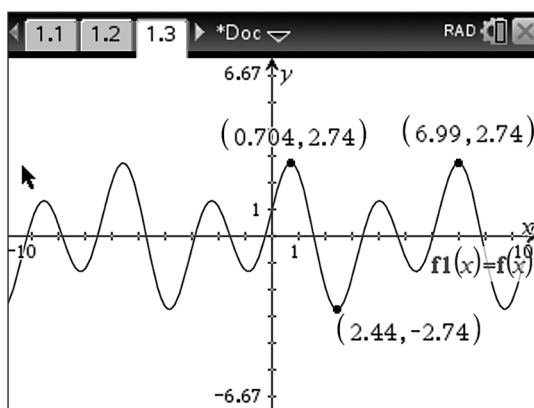 1.1 1.2 1.3 *Doc RAD
6.67 y
(0.704,2.74) (6.99,2.74)
1
x
-10 1 10
f1(x)=f(x)
(2.44,-2.74)
-6.67